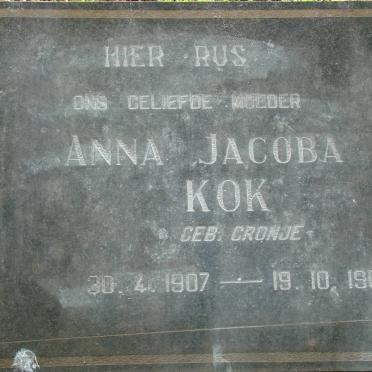 HIER RUS
ONS GELIEFDE MOEDER
ANNA JACOBA
KOK
GEB. CRONJE
30. 4. 1907 — 19. 10.